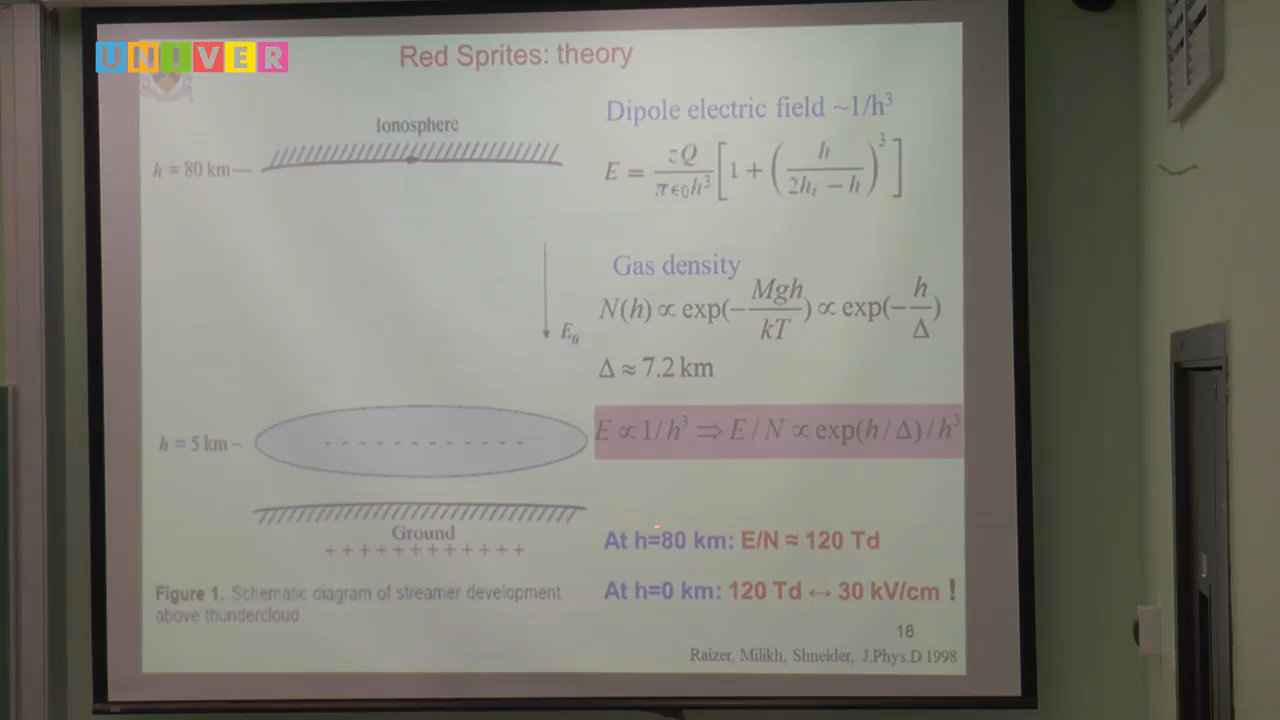 UNIVER
Red Sprites: theory
Ionosphere
h = 80 km
E₀
h = 5 km
Ground
Figure 1. Schematic diagram of streamer development
above thundercloud
Dipole electric field ~1/h³
E = zQ/πϵ₀h³ [1 + (h/2hᵢ − h)³]
Gas density
N(h) ∝ exp(−Mgh/kT) ∝ exp(−h/Δ)
Δ ≈ 7.2 km
E ∝ 1/h³ ⇒ E/N ∝ exp(h/Δ)/h³
At h=80 km: E/N ≈ 120 Td
At h=0 km: 120 Td ↔ 30 kV/cm !
18
Raizer, Milikh, Shneider, J.Phys.D 1998